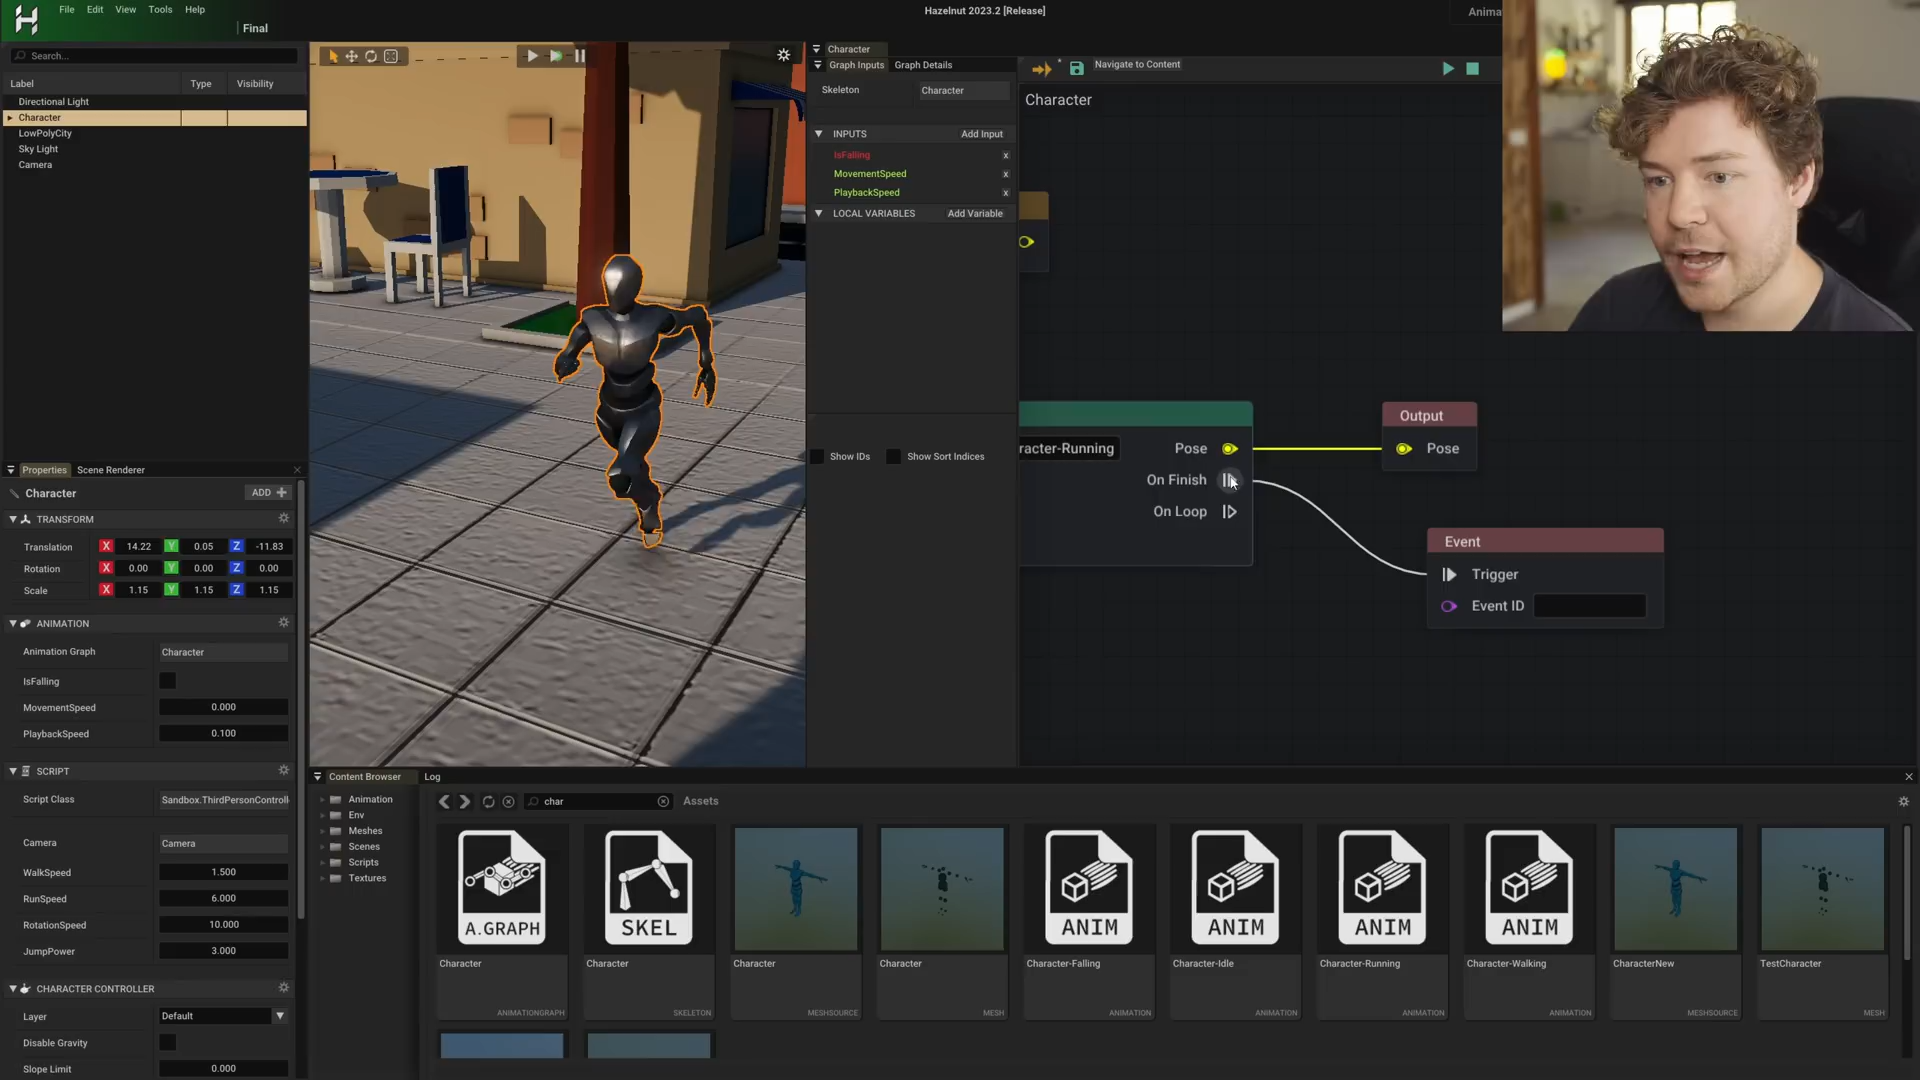 File Edit View Tools Help
Hazelnut 2023.2 [Release]
Anima
Final
Search...
Label Type Visibility
Directional Light
Character
LowPolyCity
Sky Light
Camera
Character
Graph Inputs Graph Details
Skeleton Character
INPUTS Add Input
IsFalling x
MovementSpeed x
PlaybackSpeed x
LOCAL VARIABLES Add Variable
Show IDs Show Sort Indices
Navigate to Content
Character
racter-Running
Pose
On Finish
On Loop
Output
Pose
Event
Trigger
Event ID
Properties Scene Renderer
Character ADD
TRANSFORM
Translation X 14.22 Y 0.05 Z -11.83
Rotation X 0.00 Y 0.00 Z 0.00
Scale X 1.15 Y 1.15 Z 1.15
ANIMATION
Animation Graph Character
IsFalling
MovementSpeed 0.000
PlaybackSpeed 0.100
SCRIPT
Script Class Sandbox.ThirdPersonControll
Camera Camera
WalkSpeed 1.500
RunSpeed 6.000
RotationSpeed 10.000
JumpPower 3.000
CHARACTER CONTROLLER
Layer Default
Disable Gravity
Slope Limit 0.000
Content Browser Log
char Assets
Animation
Env
Meshes
Scenes
Scripts
Textures
A.GRAPH SKEL ANIM ANIM ANIM ANIM
Character Character Character Character Character-Falling Character-Idle Character-Running Character-Walking CharacterNew TestCharacter
ANIMATIONGRAPH SKELETON MESHSOURCE MESH ANIMATION ANIMATION ANIMATION ANIMATION MESHSOURCE MESH